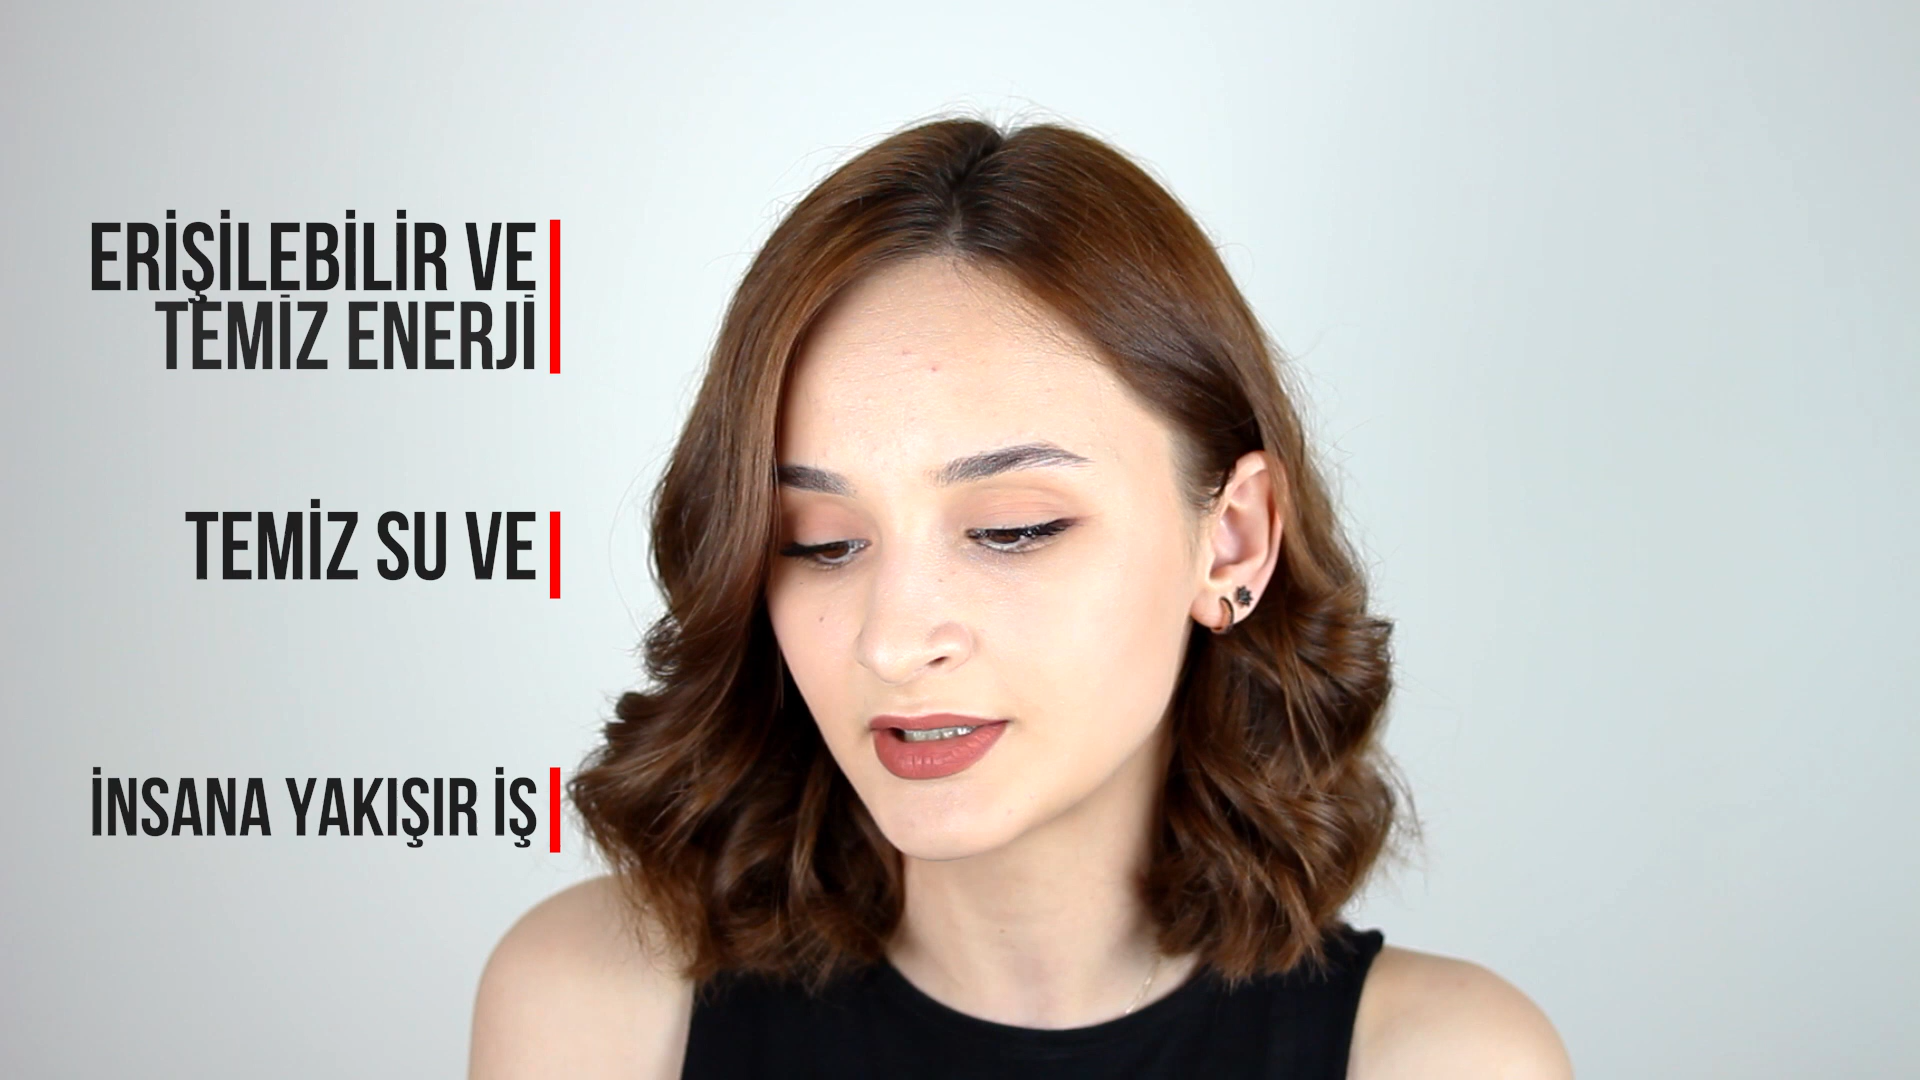 ERİŞİLEBİLİR VE
TEMİZ ENERJİ
TEMİZ SU VE
İNSANA YAKIŞIR İŞ